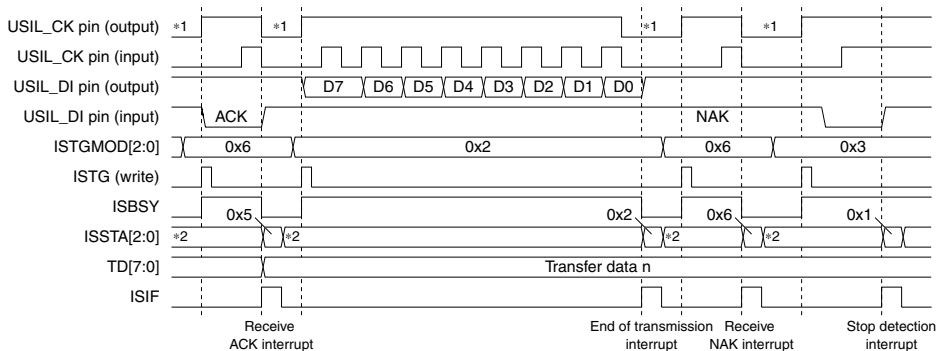 USIL_CK pin (output) *1 *1 *1 *1
USIL_CK pin (input)
USIL_DI pin (output) D7 D6 D5 D4 D3 D2 D1 D0
USIL_DI pin (input) ACK NAK
ISTGMOD[2:0] 0x6 0x2 0x6 0x3
ISTG (write)
ISBSY
0x5 0x2 0x6 0x1
ISSTA[2:0] *2 *2 *2 *2
TD[7:0] Transfer data n
ISIF
Receive End of transmission Receive Stop detection
ACK interrupt interrupt NAK interrupt interrupt